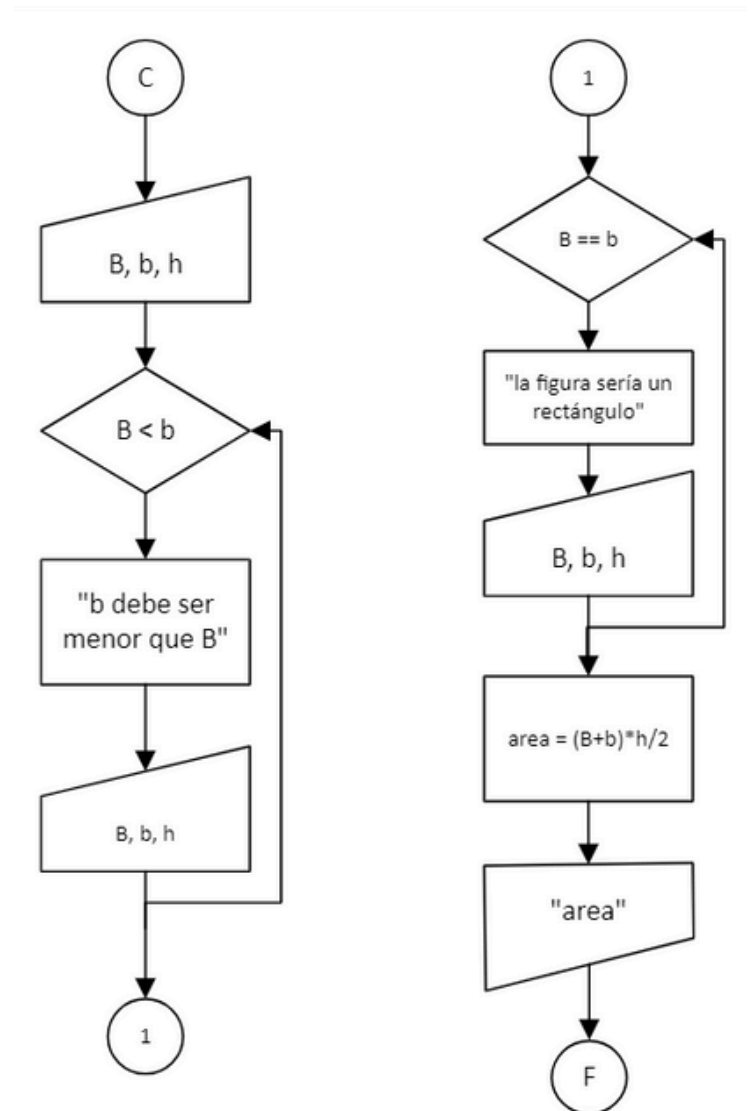 C
B, b, h
B < b
"b debe ser
menor que B"
B, b, h
1
1
B == b
"la figura sería un
rectángulo"
B, b, h
area = (B+b)*h/2
"area"
F